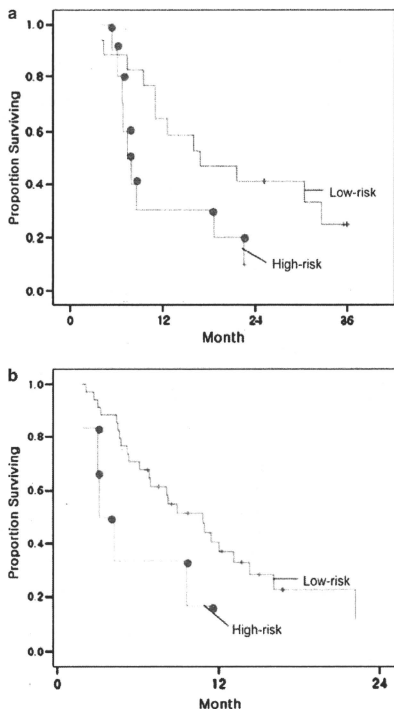 a
1.0
0.8
0.6
0.4
0.2
0.0
Proportion Surviving
Low-risk
High-risk
0 12 24 36
Month
b
1.0
0.8
0.6
0.4
0.2
0.0
Proportion Surviving
Low-risk
High-risk
0 12 24
Month